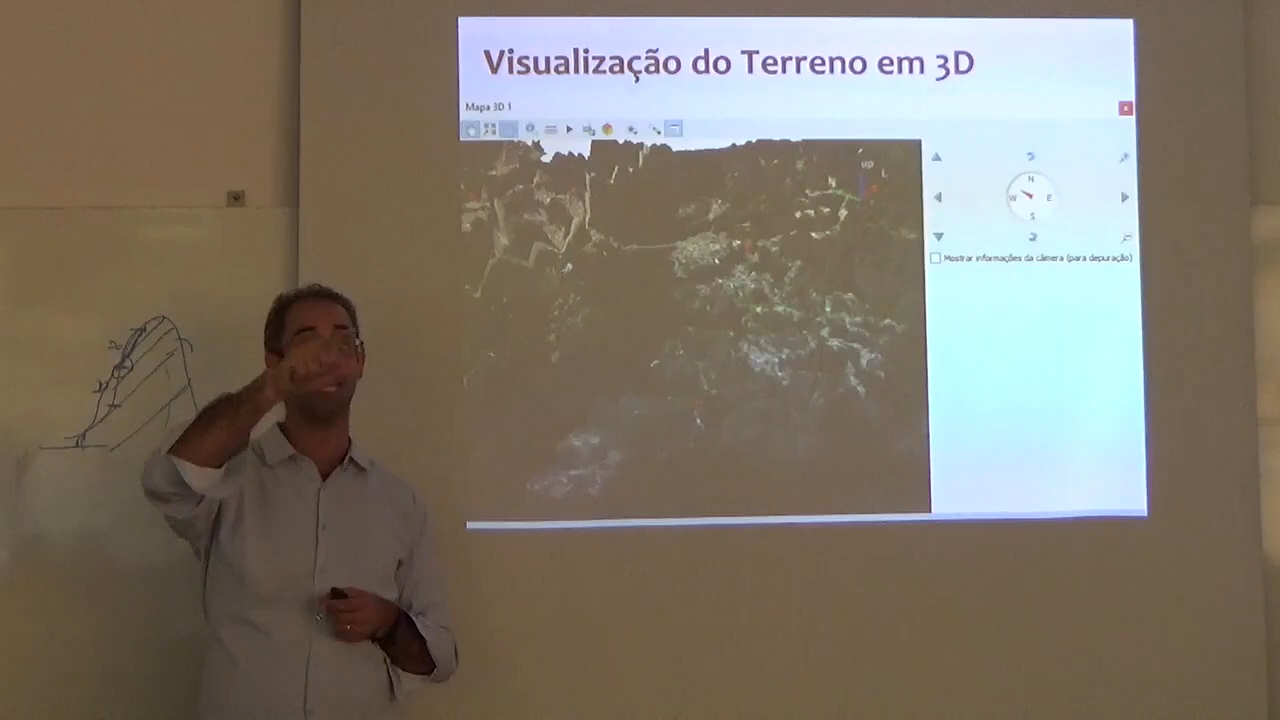 Visualização do Terreno em 3D
Mapa 3D 1
up
N
W E
S
Mostrar informações da câmera (para depuração)